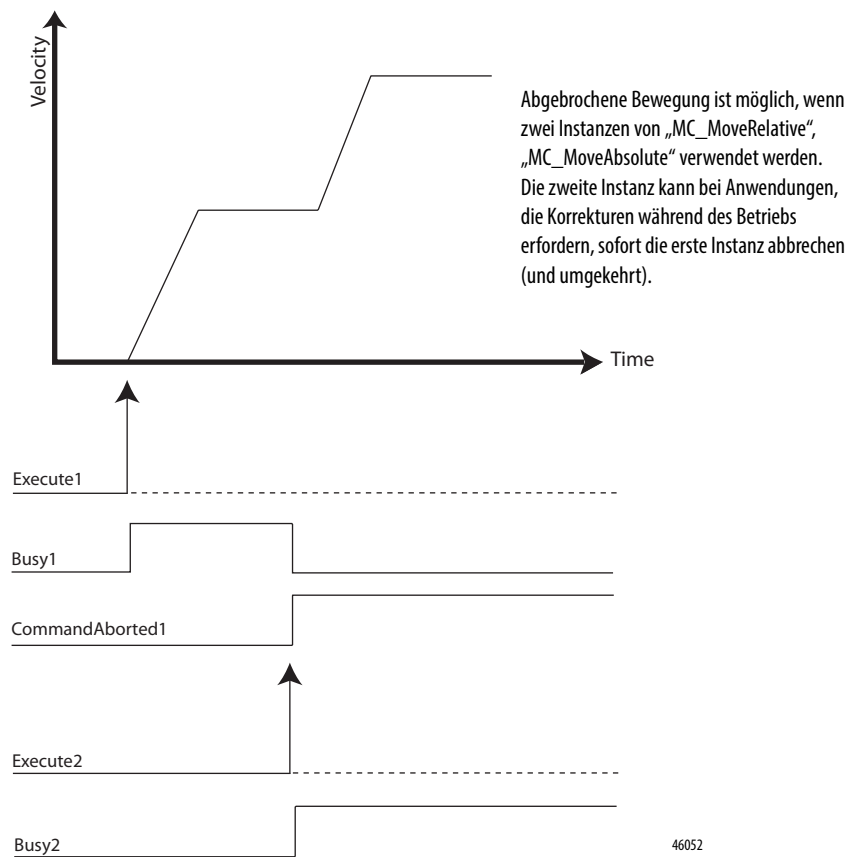 Velocity
Abgebrochene Bewegung ist möglich, wenn
zwei Instanzen von „MC_MoveRelative“,
„MC_MoveAbsolute“ verwendet werden.
Die zweite Instanz kann bei Anwendungen,
die Korrekturen während des Betriebs
erfordern, sofort die erste Instanz abbrechen
(und umgekehrt).
Time
Execute1
Busy1
CommandAborted1
Execute2
Busy2
46052